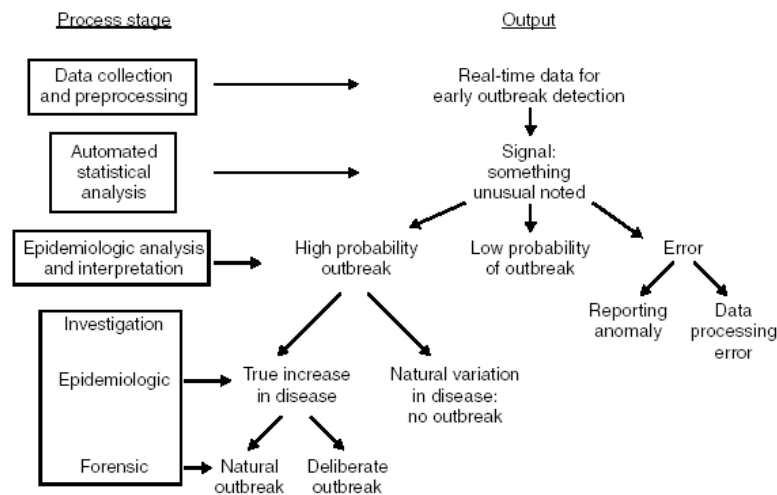 Process stage
Output
Data collection
and preprocessing
Real-time data for
early outbreak detection
Automated
statistical
analysis
Signal:
something
unusual noted
Epidemiologic analysis
and interpretation
High probability
outbreak
Low probability
of outbreak
Error
Reporting
anomaly
Data
processing
error
Investigation
Epidemiologic
True increase
in disease
Natural variation
in disease:
no outbreak
Forensic
Natural
outbreak
Deliberate
outbreak